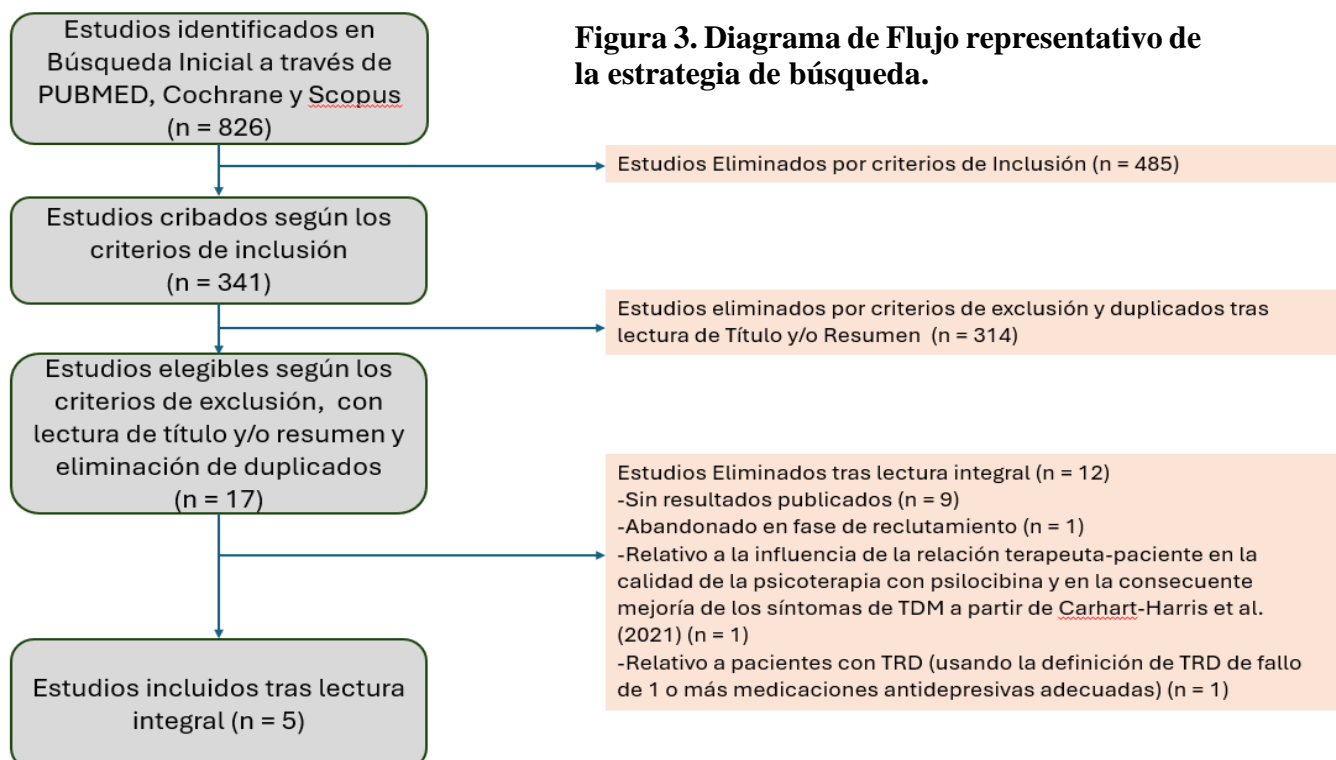 Figura 3. Diagrama de Flujo representativo de
la estrategia de búsqueda.
Estudios identificados en
Búsqueda Inicial a través de
PUBMED, Cochrane y Scopus
(n = 826)
Estudios Eliminados por criterios de Inclusión (n = 485)
Estudios cribados según los
criterios de inclusión
(n = 341)
Estudios eliminados por criterios de exclusión y duplicados tras
lectura de Título y/o Resumen (n = 314)
Estudios elegibles según los
criterios de exclusión, con
lectura de título y/o resumen y
eliminación de duplicados
(n = 17)
Estudios Eliminados tras lectura integral (n = 12)
-Sin resultados publicados (n = 9)
-Abandonado en fase de reclutamiento (n = 1)
-Relativo a la influencia de la relación terapeuta-paciente en la
calidad de la psicoterapia con psilocibina y en la consecuente
mejoría de los síntomas de TDM a partir de Carhart-Harris et al.
(2021) (n = 1)
-Relativo a pacientes con TRD (usando la definición de TRD de fallo
de 1 o más medicaciones antidepresivas adecuadas) (n = 1)
Estudios incluidos tras lectura
integral (n = 5)